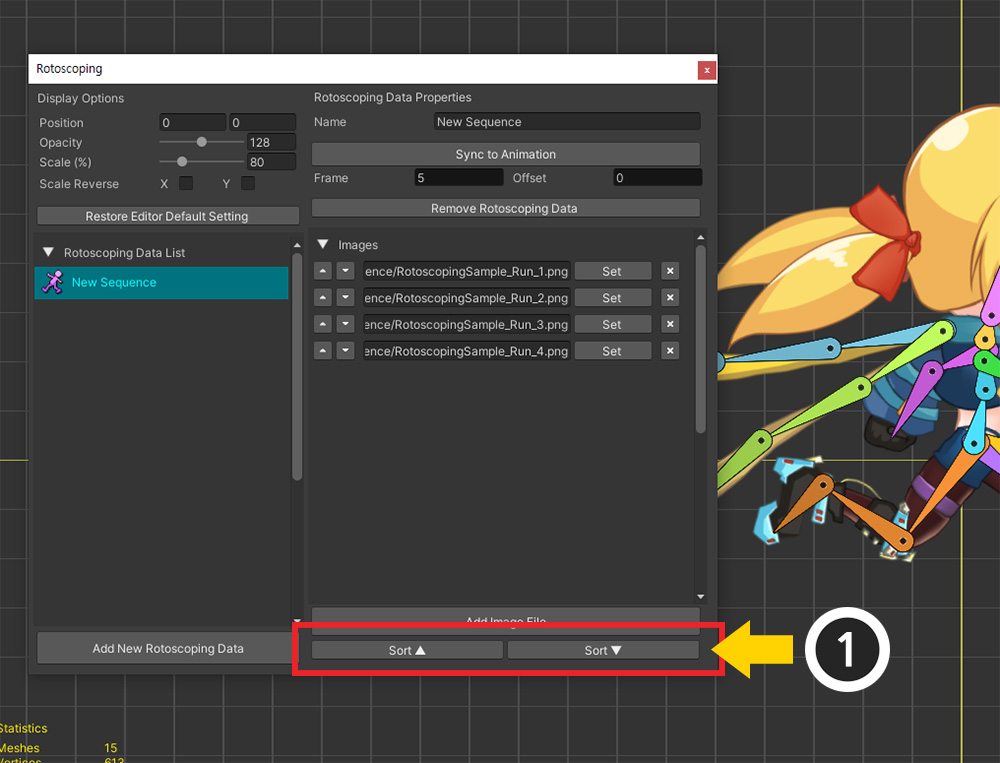 Rotoscoping
x
Display Options
Position 0 0
Opacity 128
Scale (%) 80
Scale Reverse X Y
Restore Editor Default Setting
Rotoscoping Data List
New Sequence
Add New Rotoscoping Data
Rotoscoping Data Properties
Name New Sequence
Sync to Animation
Frame 5 Offset 0
Remove Rotoscoping Data
Images
ence/RotoscopingSample_Run_1.png Set
ence/RotoscopingSample_Run_2.png Set
ence/RotoscopingSample_Run_3.png Set
ence/RotoscopingSample_Run_4.png Set
Add Image File
Sort ▲ Sort ▼
1
Statistics
Meshes 15
Vertices 613